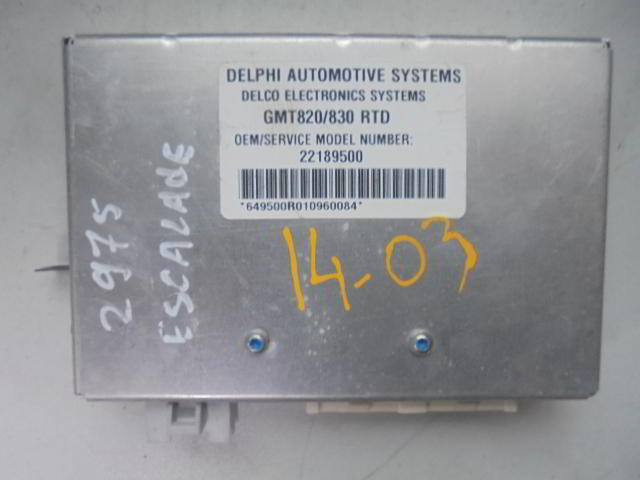 DELPHI AUTOMOTIVE SYSTEMS
DELCO ELECTRONICS SYSTEMS
GMT820/830 RTD
OEM/SERVICE MODEL NUMBER:
22189500
*649500R010960084*
14-03
2975
ESCALADE